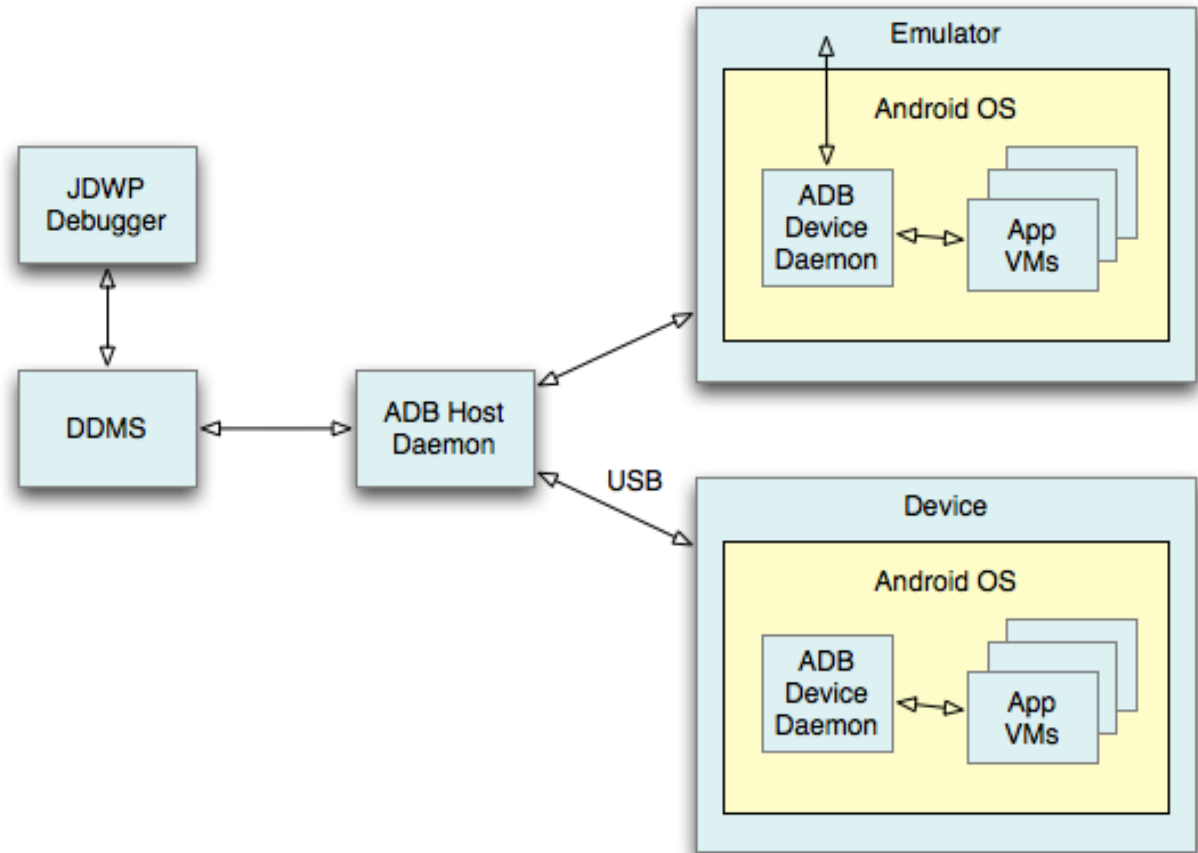 Emulator
Android OS
ADB
Device
Daemon
App
VMs
JDWP
Debugger
DDMS
ADB Host
Daemon
USB
Device
Android OS
ADB
Device
Daemon
App
VMs